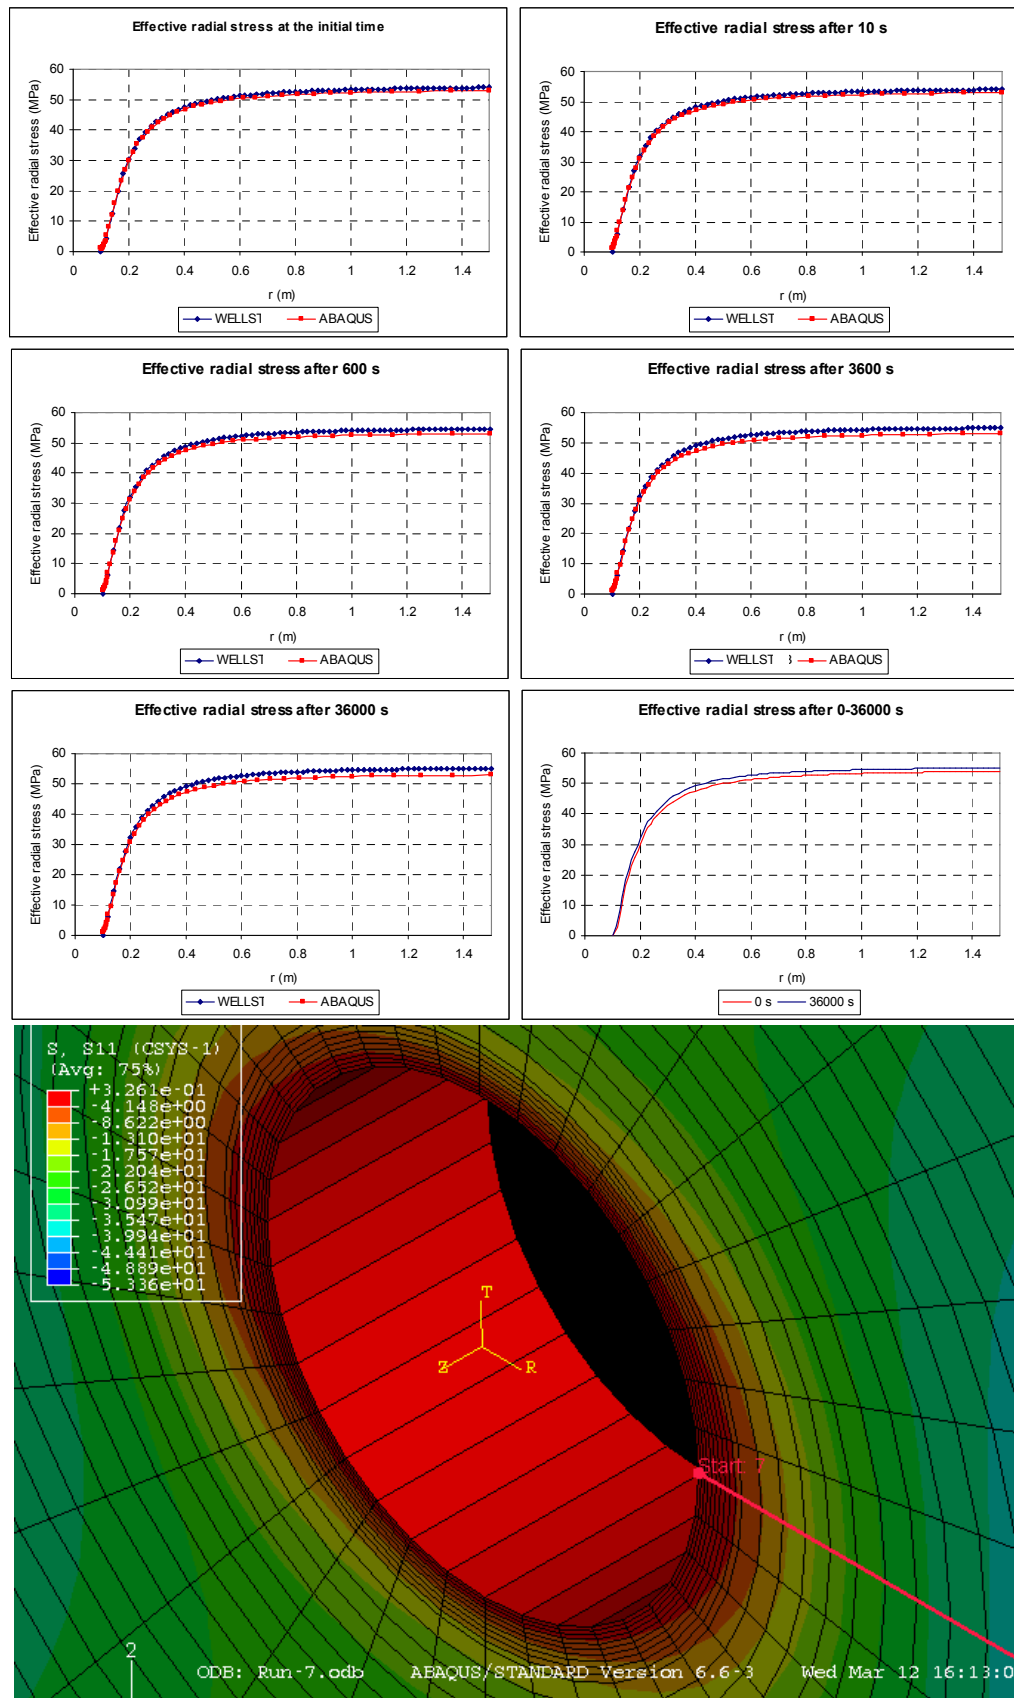 Effective radial stress at the initial time
Effective radial stress (MPa)
60
50
40
30
20
10
0
0 0.2 0.4 0.6 0.8 1 1.2 1.4
r (m)
WELLST ABAQUS
Effective radial stress after 10 s
Effective radial stress (MPa)
60
50
40
30
20
10
0
0 0.2 0.4 0.6 0.8 1 1.2 1.4
r (m)
WELLST ABAQUS
Effective radial stress after 600 s
Effective radial stress (MPa)
60
50
40
30
20
10
0
0 0.2 0.4 0.6 0.8 1 1.2 1.4
r (m)
WELLST ABAQUS
Effective radial stress after 3600 s
Effective radial stress (MPa)
60
50
40
30
20
10
0
0 0.2 0.4 0.6 0.8 1 1.2 1.4
r (m)
WELLST ABAQUS
Effective radial stress after 36000 s
Effective radial stress (MPa)
60
50
40
30
20
10
0
0 0.2 0.4 0.6 0.8 1 1.2 1.4
r (m)
WELLST ABAQUS
Effective radial stress after 0-36000 s
Effective radial stress (MPa)
60
50
40
30
20
10
0
0 0.2 0.4 0.6 0.8 1 1.2 1.4
r (m)
0 s 36000 s
S, S11 (CSYS-1)
(Avg: 75%)
+3.261e-01
-4.148e+00
-8.622e+00
-1.310e+01
-1.757e+01
-2.204e+01
-2.652e+01
-3.099e+01
-3.547e+01
-3.994e+01
-4.441e+01
-4.889e+01
-5.336e+01
T
Z
R
Start: 7
2
ODB: Run-7.odb ABAQUS/STANDARD Version 6.6-3 Wed Mar 12 16:13:0